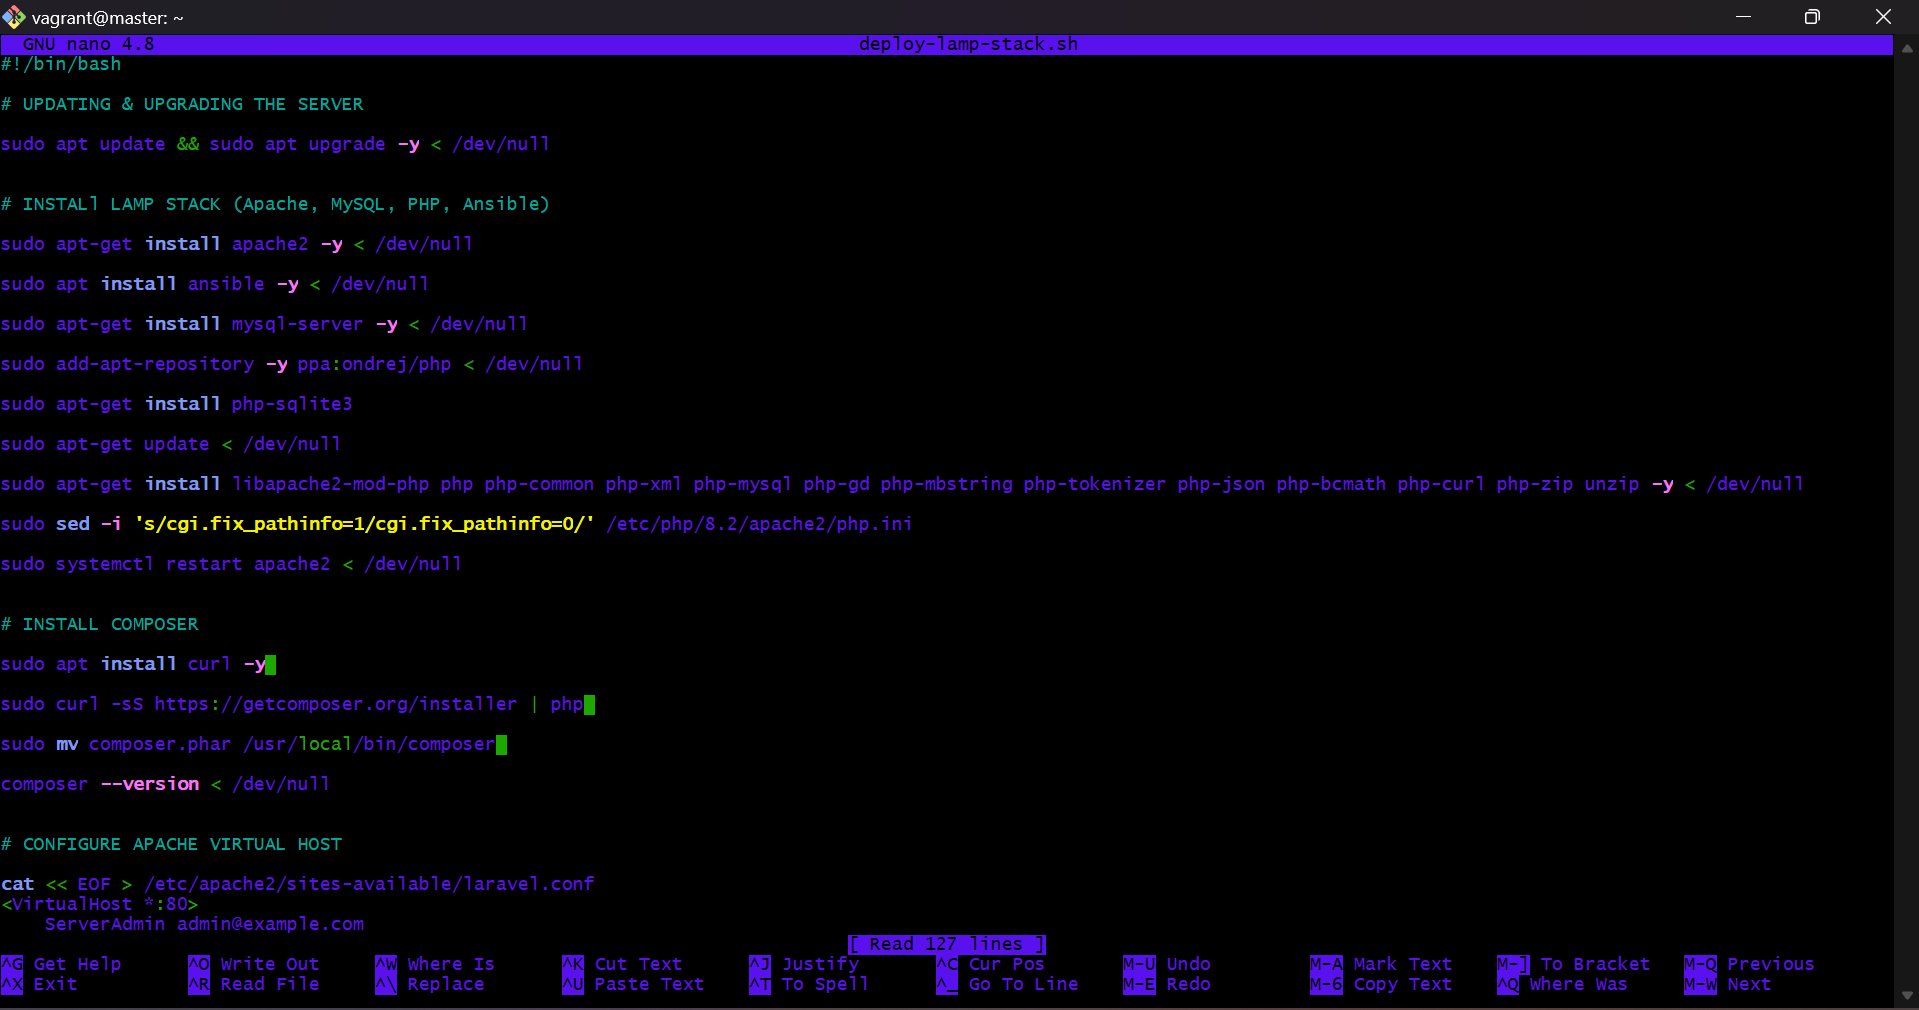 vagrant@master: ~
GNU nano 4.8 deploy-lamp-stack.sh
#!/bin/bash
# UPDATING & UPGRADING THE SERVER
sudo apt update && sudo apt upgrade -y < /dev/null
# INSTALl LAMP STACK (Apache, MySQL, PHP, Ansible)
sudo apt-get install apache2 -y < /dev/null
sudo apt install ansible -y < /dev/null
sudo apt-get install mysql-server -y < /dev/null
sudo add-apt-repository -y ppa:ondrej/php < /dev/null
sudo apt-get install php-sqlite3
sudo apt-get update < /dev/null
sudo apt-get install libapache2-mod-php php php-common php-xml php-mysql php-gd php-mbstring php-tokenizer php-json php-bcmath php-curl php-zip unzip -y < /dev/null
sudo sed -i 's/cgi.fix_pathinfo=1/cgi.fix_pathinfo=0/' /etc/php/8.2/apache2/php.ini
sudo systemctl restart apache2 < /dev/null
# INSTALL COMPOSER
sudo apt install curl -y
sudo curl -sS https://getcomposer.org/installer | php
sudo mv composer.phar /usr/local/bin/composer
composer --version < /dev/null
# CONFIGURE APACHE VIRTUAL HOST
cat << EOF > /etc/apache2/sites-available/laravel.conf
<VirtualHost *:80>
    ServerAdmin admin@example.com
[ Read 127 lines ]
^G Get Help ^O Write Out ^W Where Is ^K Cut Text ^J Justify ^C Cur Pos M-U Undo M-A Mark Text M-] To Bracket M-Q Previous
^X Exit ^R Read File ^\ Replace ^U Paste Text ^T To Spell ^_ Go To Line M-E Redo M-6 Copy Text ^Q Where Was M-W Next